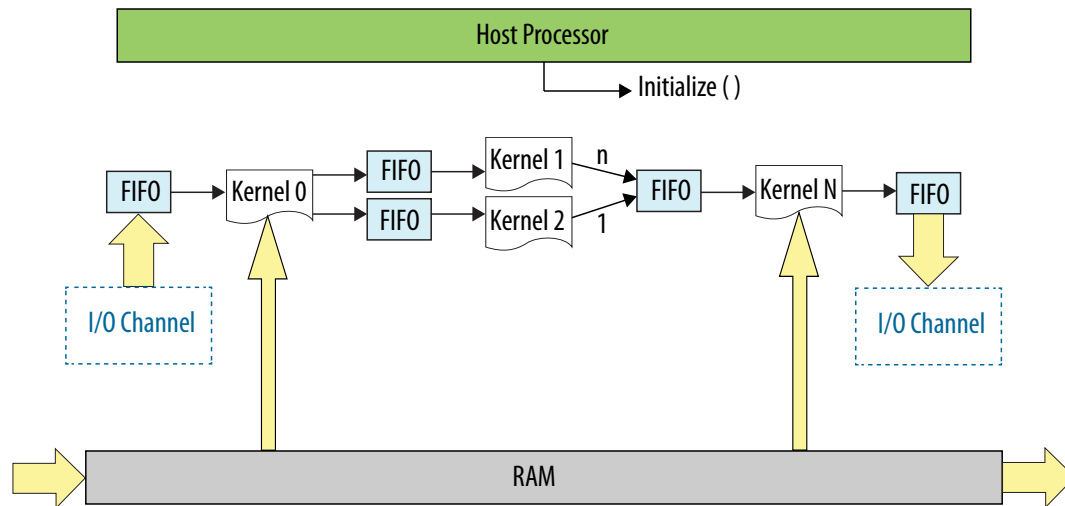 Host Processor
Initialize ( )
FIFO
Kernel 0
FIFO
FIFO
Kernel 1
Kernel 2
n
1
FIFO
Kernel N
FIFO
I/O Channel
I/O Channel
RAM